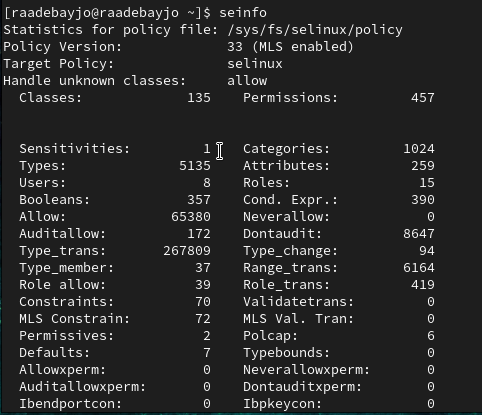 [raadebayjo@raadebayjo ~]$ seinfo
Statistics for policy file: /sys/fs/selinux/policy
Policy Version:             33 (MLS enabled)
Target Policy:              selinux
Handle unknown classes:     allow
  Classes:             135    Permissions:         457
  Sensitivities:         1    Categories:         1024
  Types:              5135    Attributes:          259
  Users:                 8    Roles:                15
  Booleans:            357    Cond. Expr.:         390
  Allow:             65380    Neverallow:            0
  Auditallow:          172    Dontaudit:          8647
  Type_trans:       267809    Type_change:          94
  Type_member:          37    Range_trans:        6164
  Role allow:           39    Role_trans:          419
  Constraints:          70    Validatetrans:         0
  MLS Constrain:        72    MLS Val. Tran:         0
  Permissives:           2    Polcap:                6
  Defaults:              7    Typebounds:            0
  Allowxperm:            0    Neverallowxperm:       0
  Auditallowxperm:       0    Dontauditxperm:        0
  Ibendportcon:          0    Ibpkeycon:             0